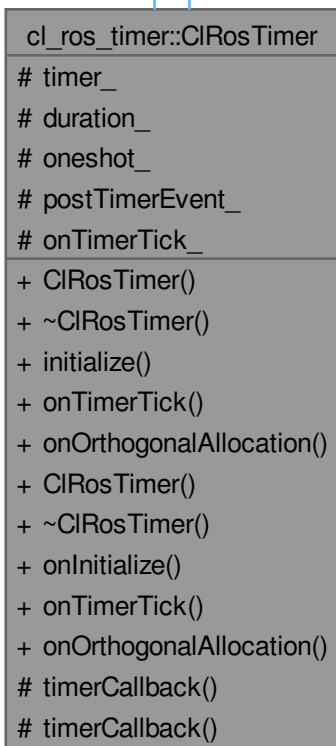 cl_ros_timer::ClRosTimer
# timer_
# duration_
# oneshot_
# postTimerEvent_
# onTimerTick_
+ ClRosTimer()
+ ~ClRosTimer()
+ initialize()
+ onTimerTick()
+ onOrthogonalAllocation()
+ ClRosTimer()
+ ~ClRosTimer()
+ onInitialize()
+ onTimerTick()
+ onOrthogonalAllocation()
# timerCallback()
# timerCallback()